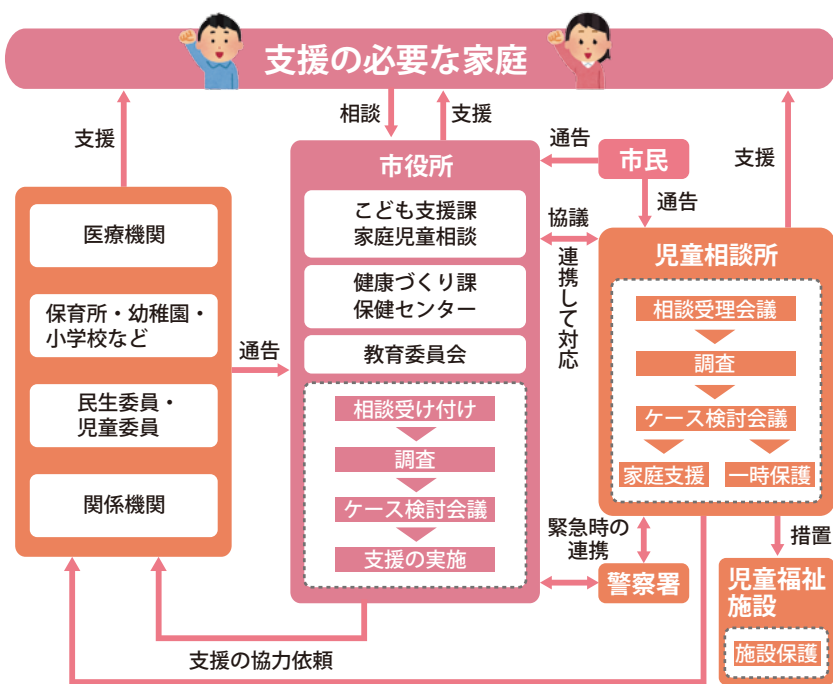 支援の必要な家庭
支援
相談
支援
通告
市民
支援
通告
医療機関
保育所・幼稚園・
小学校など
民生委員・
児童委員
関係機関
通告
市役所
こども支援課
家庭児童相談
健康づくり課
保健センター
教育委員会
相談受け付け
調査
ケース検討会議
支援の実施
協議
連携して対応
児童相談所
相談受理会議
調査
ケース検討会議
家庭支援
一時保護
緊急時の
連携
警察署
措置
児童福祉
施設
施設保護
支援の協力依頼